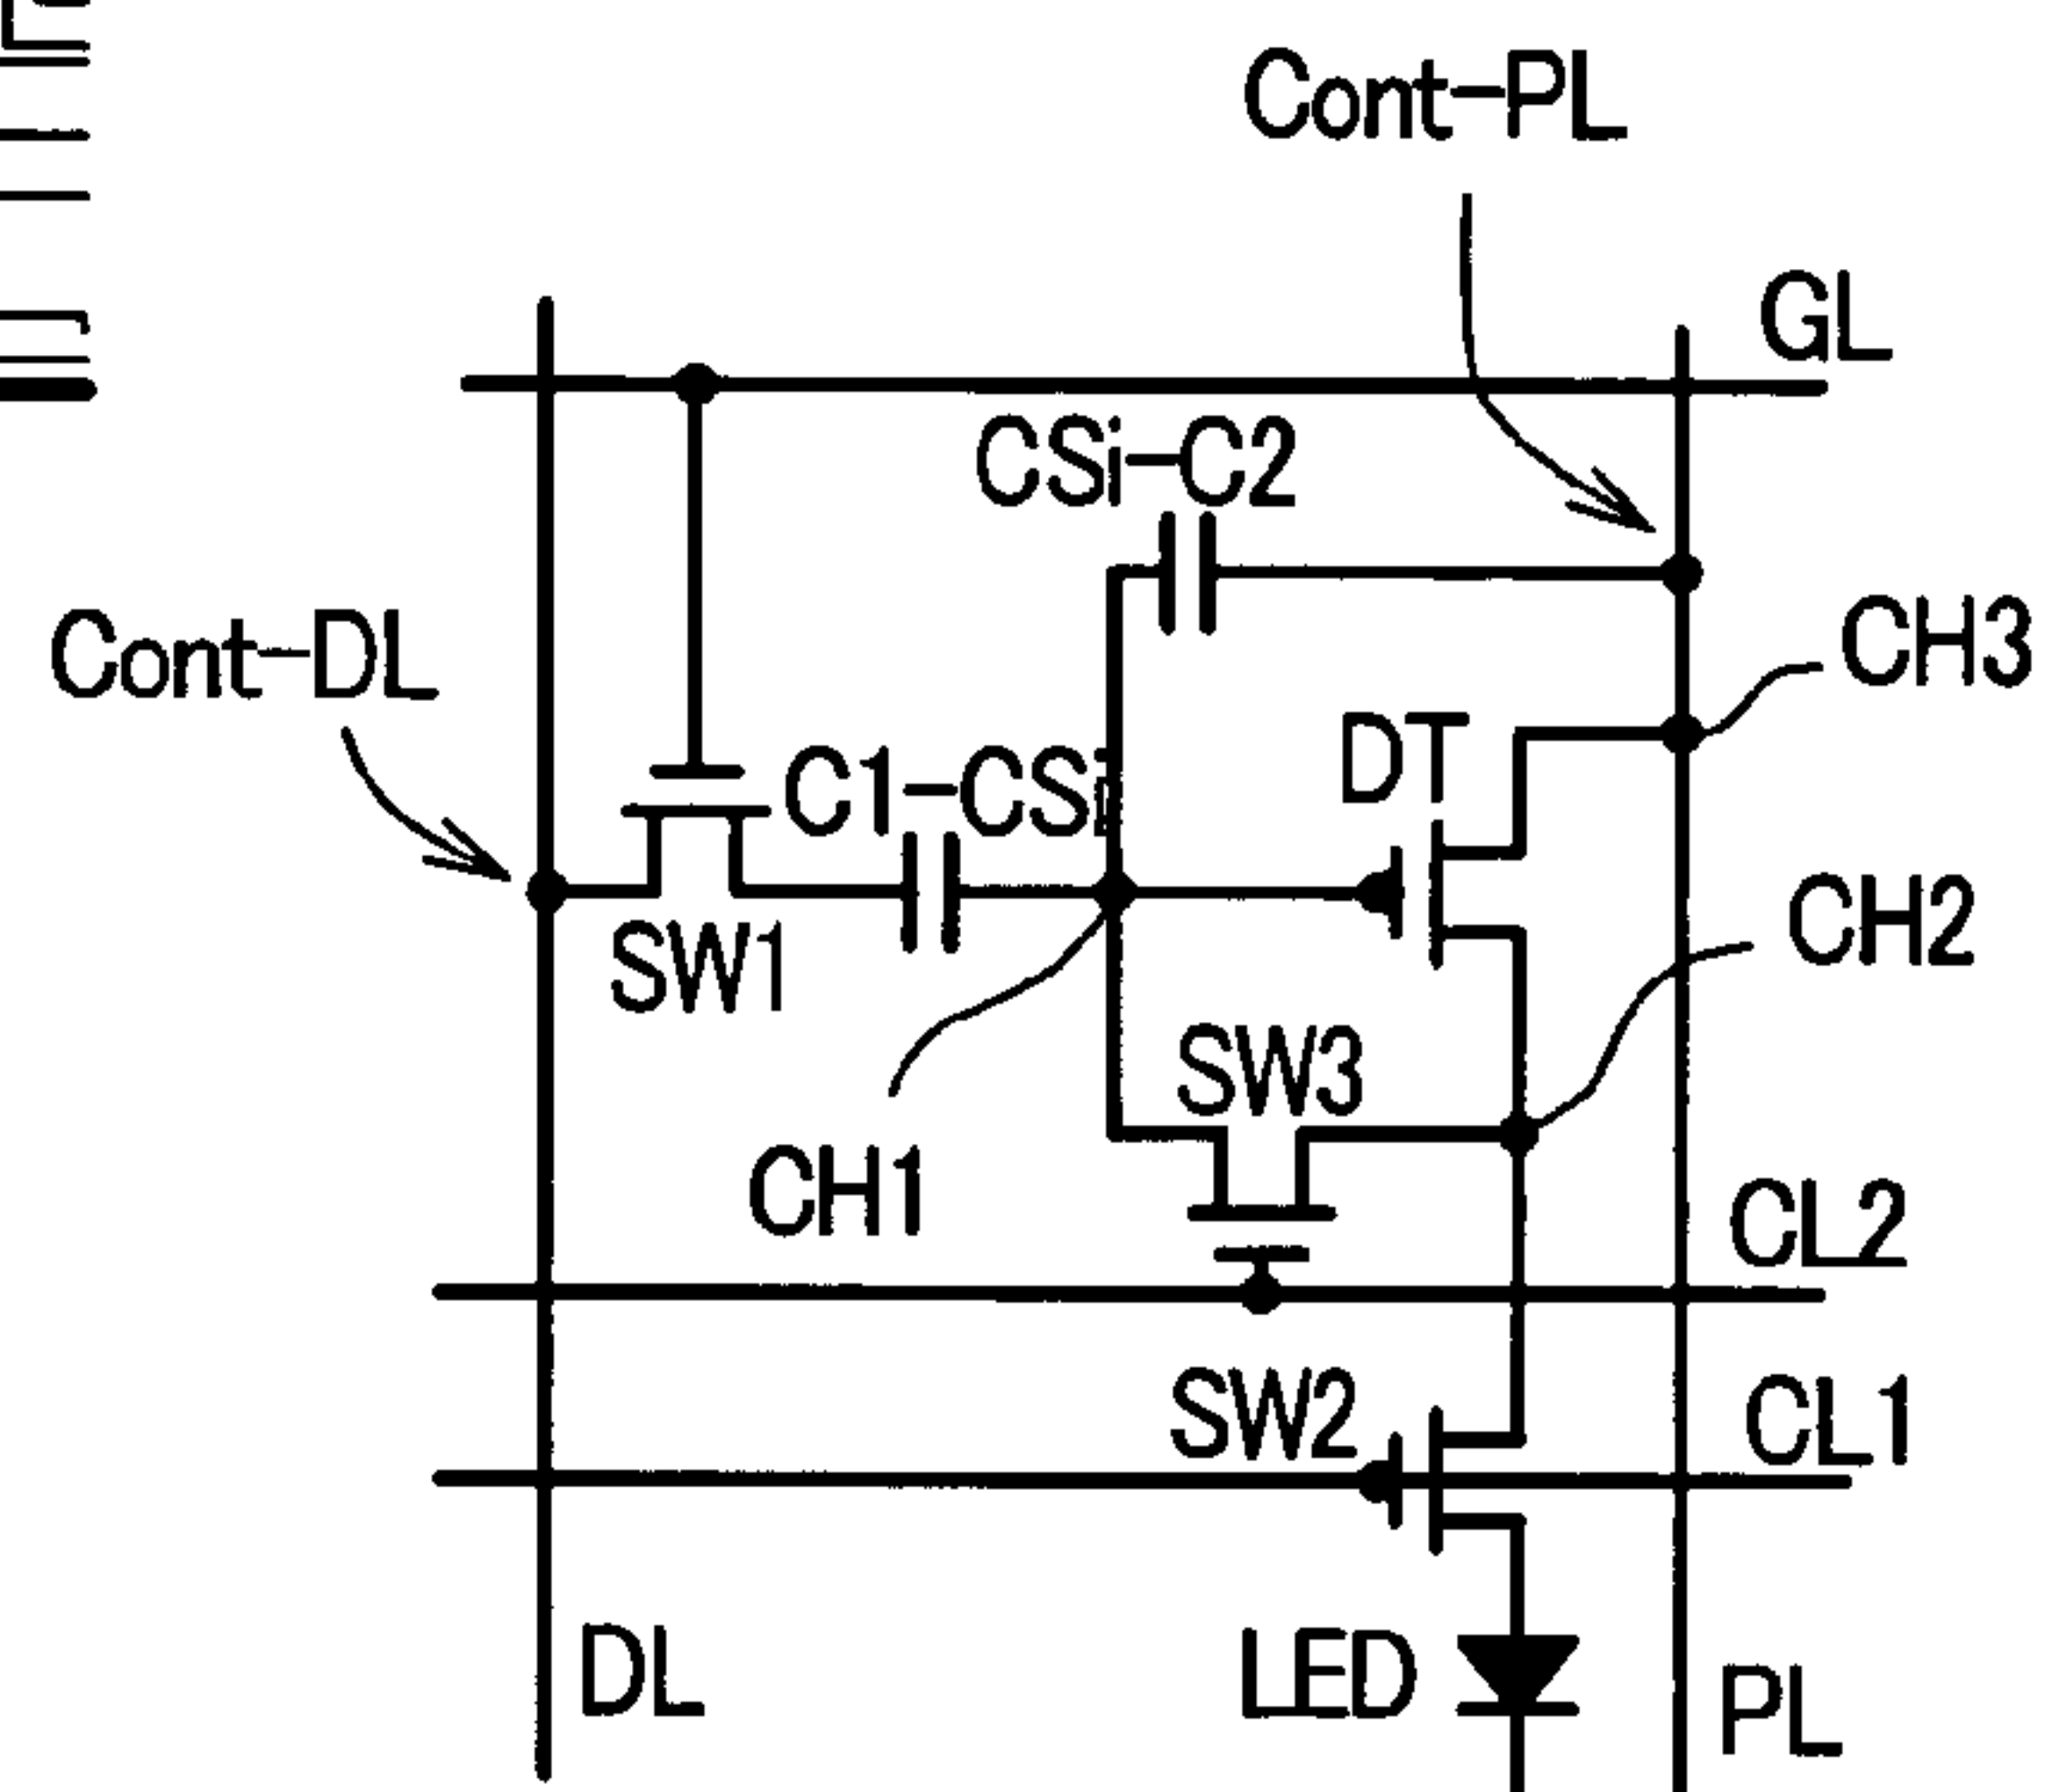 Cont-PL
GL
CSi-C2
Cont-DL
CH3
DT
C1-CSi
CH2
SW1
SW3
CH1
CL2
SW2
CL1
DL
LED
PL